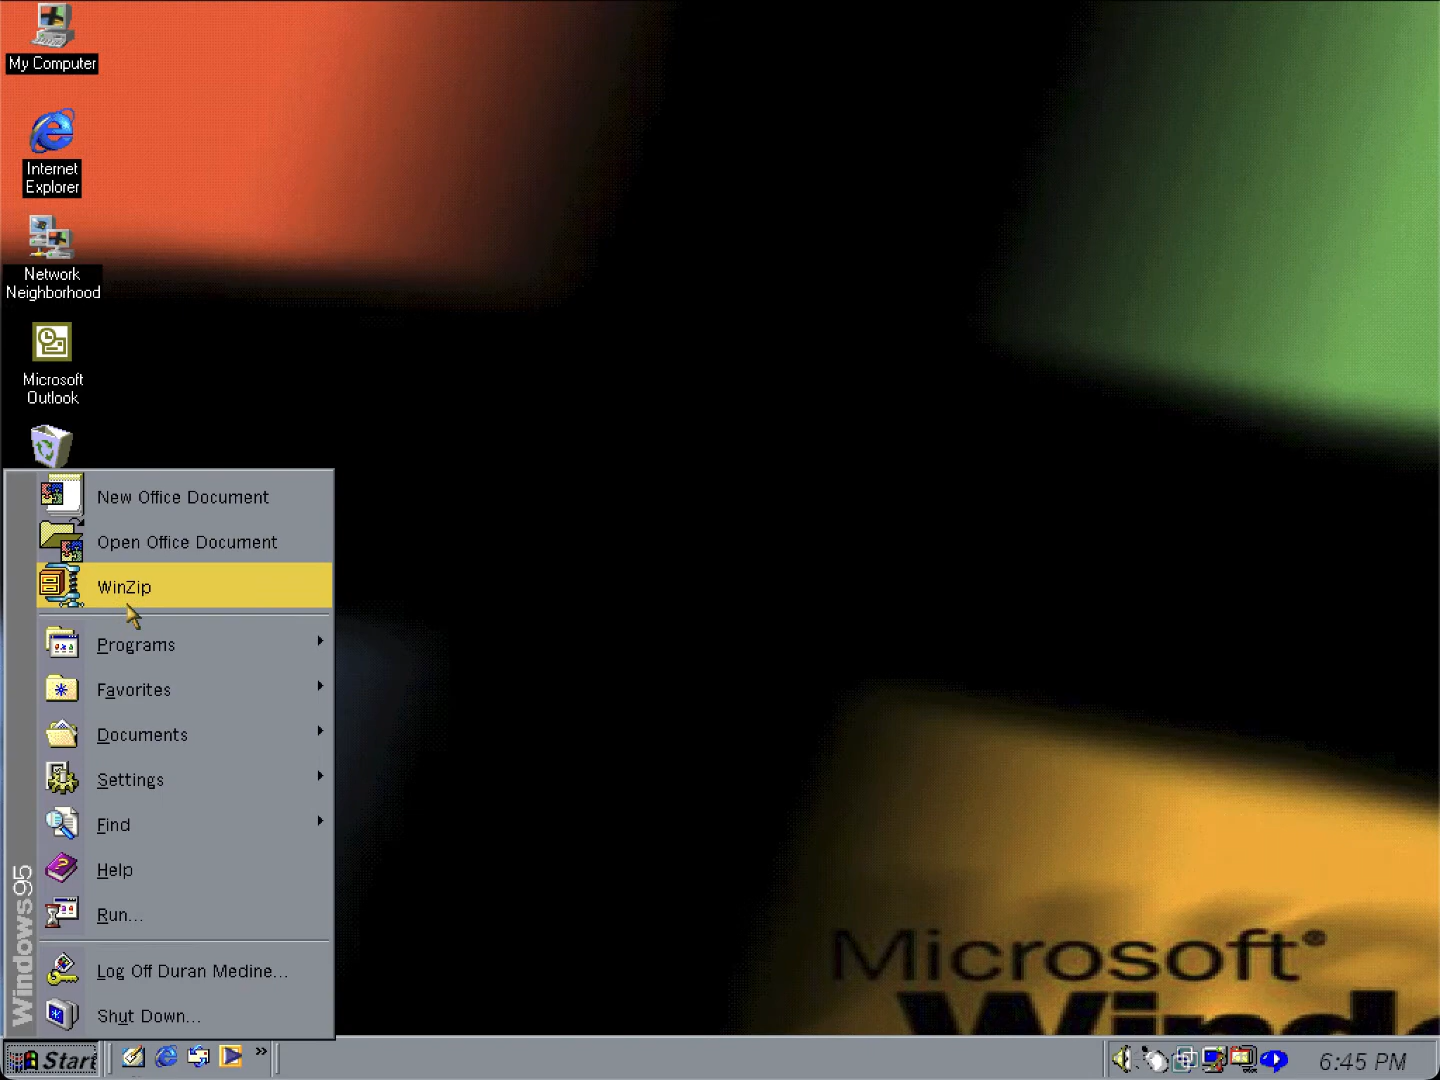 My Computer
Internet
Explorer
Network
Neighborhood
Microsoft
Outlook
New Office Document
Open Office Document
WinZip
Programs
Favorites
Documents
Settings
Find
Help
Run...
Log Off Duran Medine...
Shut Down...
Windows95
Microsoft®
Start
»
6:45 PM